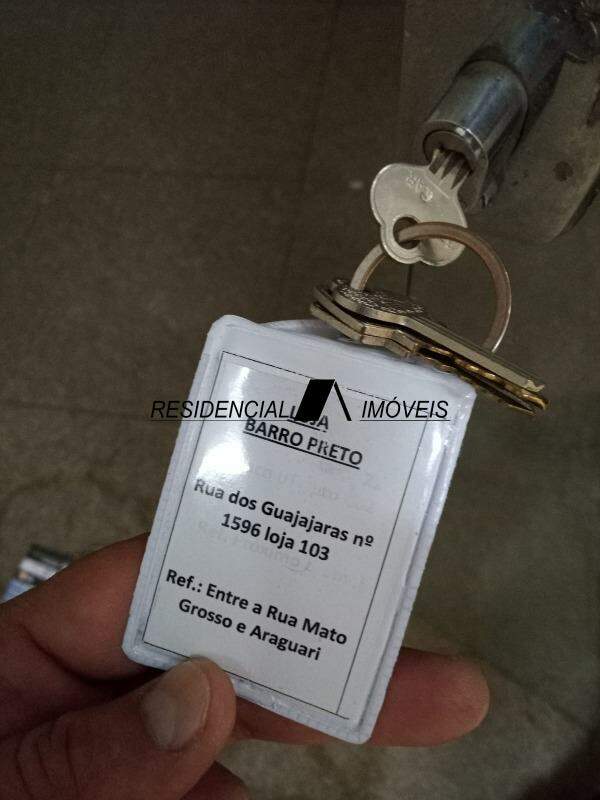 RESIDENCIAL IMÓVEIS
BARRO PRETO
Rua dos Guajajaras nº
1596 loja 103
Ref.: Entre a Rua Mato
Grosso e Araguari